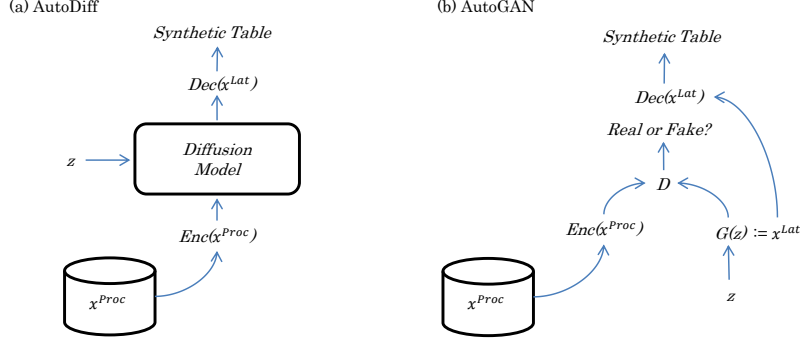 (a) AutoDiff
Synthetic Table
Dec(x^Lat)
Diffusion
Model
z
Enc(x^Proc)
x^Proc
(b) AutoGAN
Synthetic Table
Dec(x^Lat)
Real or Fake?
D
Enc(x^Proc)
G(z) := x^Lat
x^Proc
z